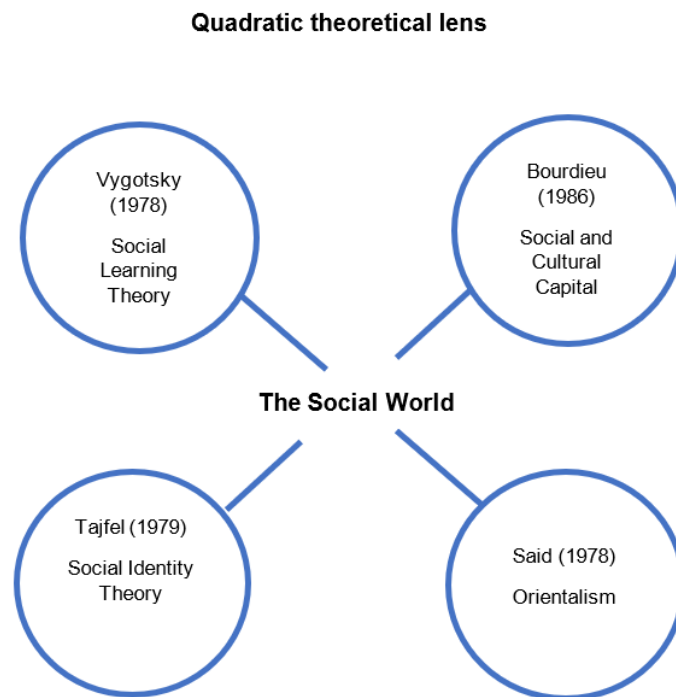 Quadratic theoretical lens
Vygotsky
(1978)
Social
Learning
Theory
Bourdieu
(1986)
Social and
Cultural
Capital
The Social World
Tajfel (1979)
Social Identity
Theory
Said (1978)
Orientalism